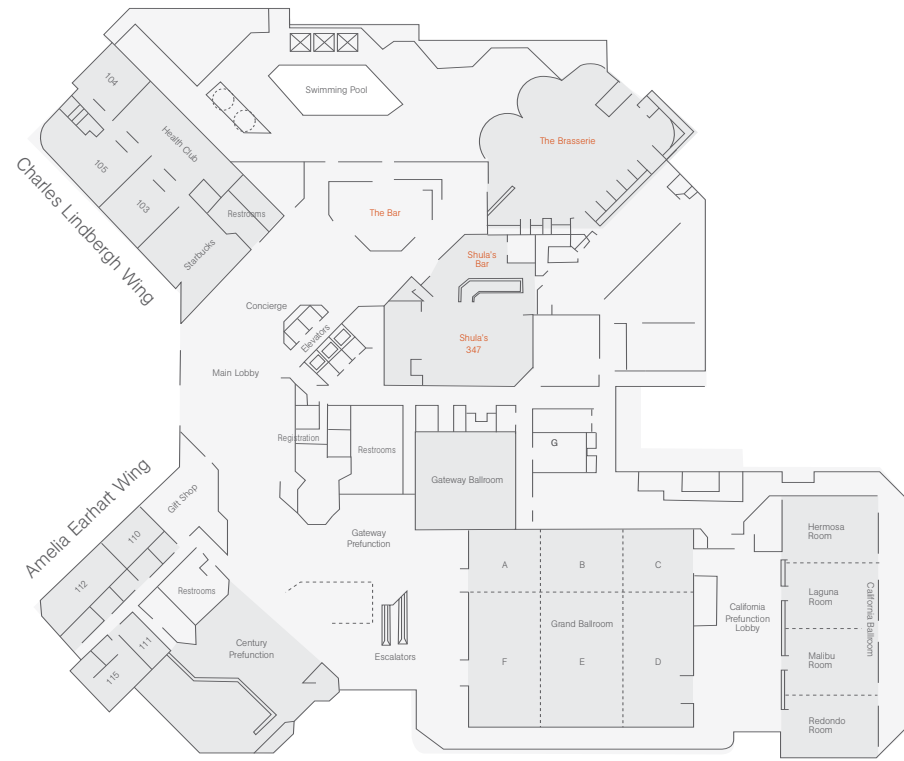 104
Swimming Pool
Health Club
The Brasserie
105
103
Charles Lindbergh Wing
Restrooms
The Bar
Starbucks
Shula's
Bar
Concierge
Elevators
Shula's
347
Main Lobby
Registration
Restrooms
G
Gateway Ballroom
Amelia Earhart Wing
Gift Shop
110
112
Gateway
Prefunction
Restrooms
111
115
Century
Prefunction
Escalators
A
B
C
Grand Ballroom
F
E
D
California
Prefunction
Lobby
Hermosa
Room
Laguna
Room
California Ballroom
Malibu
Room
Redondo
Room